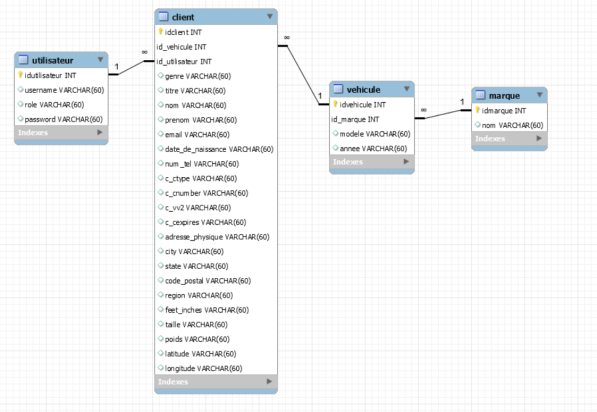 utilisateur
idutilisateur INT
username VARCHAR(60)
role VARCHAR(60)
password VARCHAR(60)
Indexes
1
∞
client
idclient INT
id_vehicule INT
id_utilisateur INT
genre VARCHAR(60)
titre VARCHAR(60)
nom VARCHAR(60)
prenom VARCHAR(60)
email VARCHAR(60)
date_de_naissance VARCHAR(60)
num_tel VARCHAR(60)
c_ctype VARCHAR(60)
c_cnumber VARCHAR(60)
c_vv2 VARCHAR(60)
c_cexpires VARCHAR(60)
adresse_physique VARCHAR(60)
city VARCHAR(60)
state VARCHAR(60)
code_postal VARCHAR(60)
region VARCHAR(60)
feet_inches VARCHAR(60)
taille VARCHAR(60)
poids VARCHAR(60)
latitude VARCHAR(60)
longitude VARCHAR(60)
Indexes
∞
1
vehicule
idvehicule INT
id_marque INT
modele VARCHAR(60)
annee VARCHAR(60)
Indexes
∞
1
marque
idmarque INT
nom VARCHAR(60)
Indexes